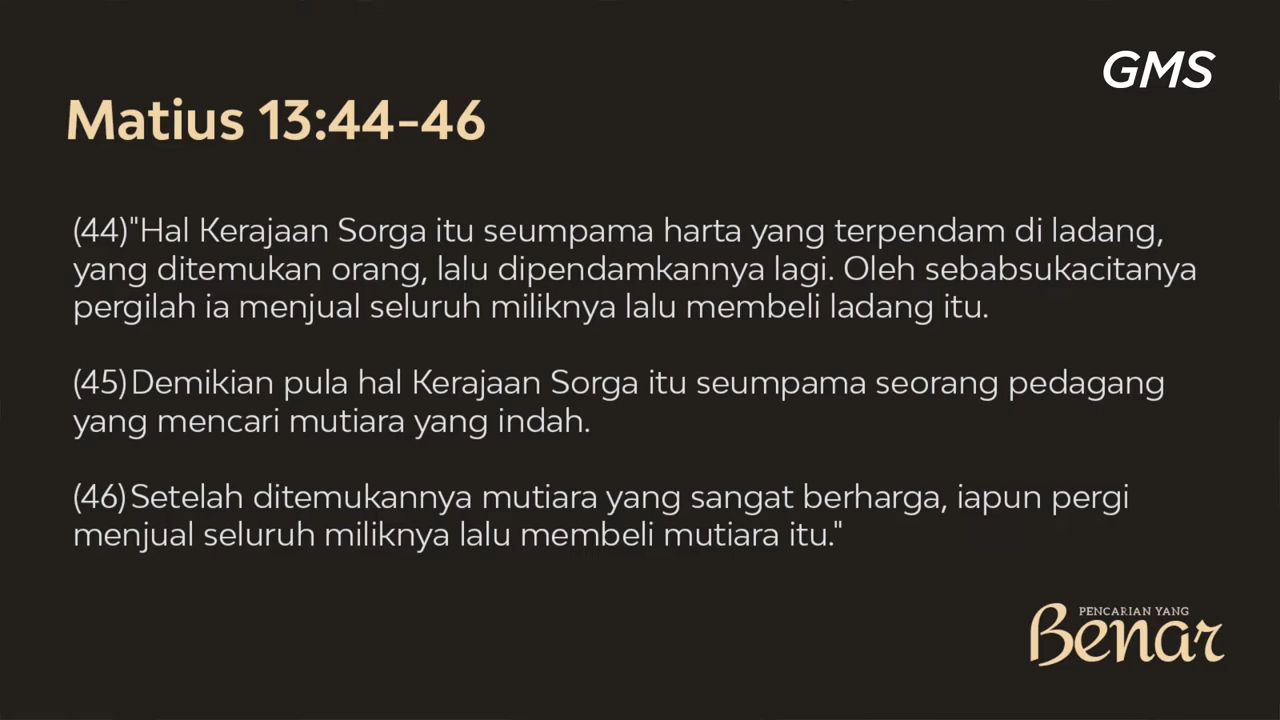 GMS
Matius 13:44-46
(44)"Hal Kerajaan Sorga itu seumpama harta yang terpendam di ladang,
yang ditemukan orang, lalu dipendamkannya lagi. Oleh sebabsukacitanya
pergilah ia menjual seluruh miliknya lalu membeli ladang itu.
(45)Demikian pula hal Kerajaan Sorga itu seumpama seorang pedagang
yang mencari mutiara yang indah.
(46)Setelah ditemukannya mutiara yang sangat berharga, iapun pergi
menjual seluruh miliknya lalu membeli mutiara itu."
PENCARIAN YANG
Benar